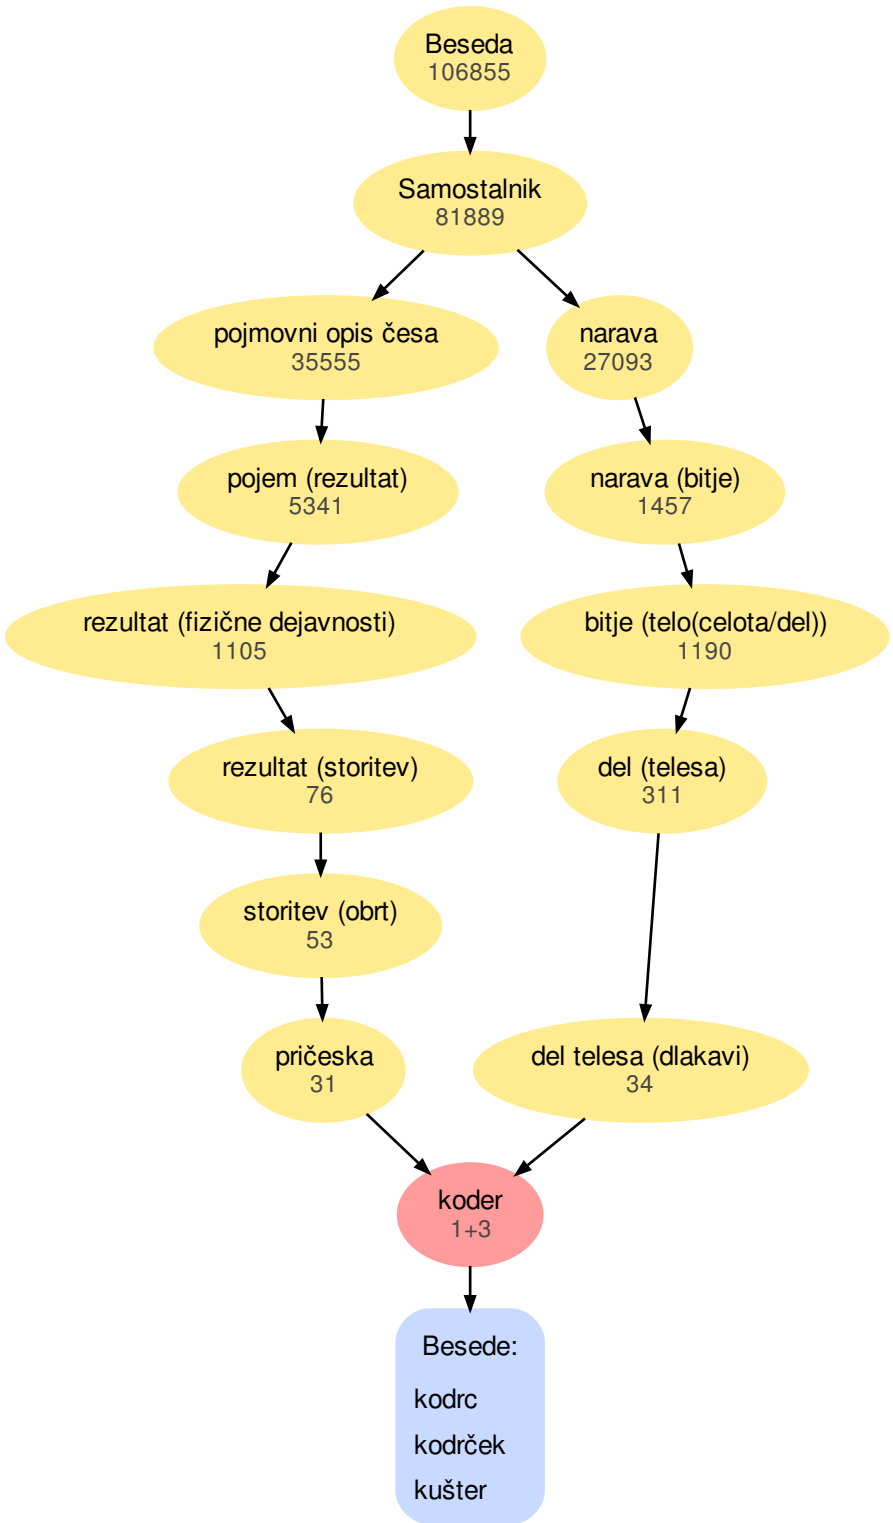 Beseda
106855
Samostalnik
81889
pojmovni opis česa
35555
narava
27093
pojem (rezultat)
5341
narava (bitje)
1457
rezultat (fizične dejavnosti)
1105
bitje (telo(celota/del))
1190
rezultat (storitev)
76
del (telesa)
311
storitev (obrt)
53
pričeska
31
del telesa (dlakavi)
34
koder
1+3
Besede:
kodrc
kodrček
kušter